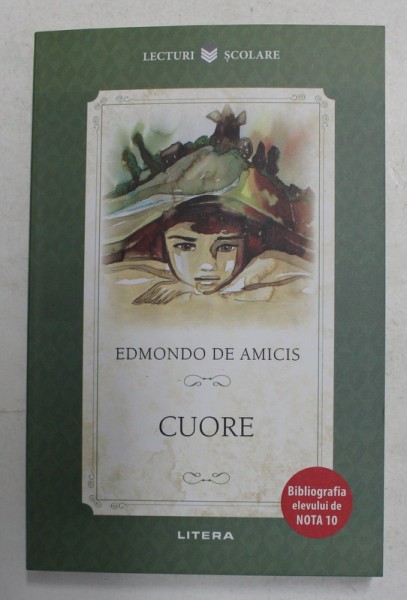 LECTURI ȘCOLARE
EDMONDO DE AMICIS
CUORE
Bibliografia
elevului de
NOTA 10
LITERA